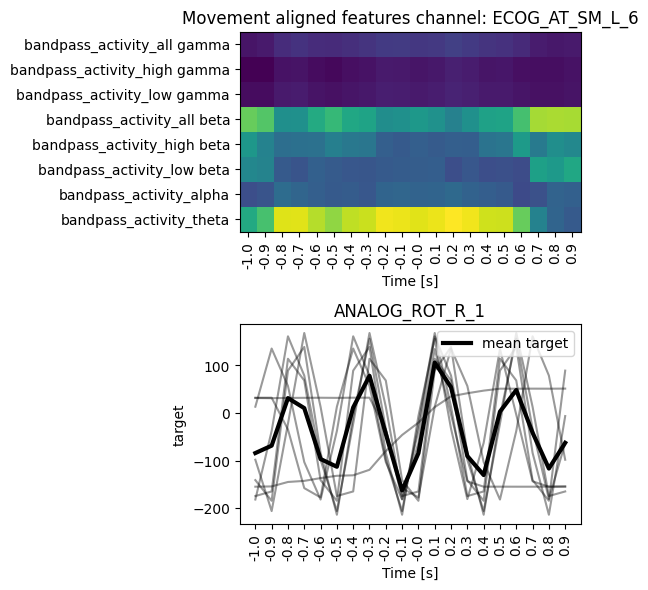 Movement aligned features channel: ECOG_AT_SM_L_6
bandpass_activity_all gamma
bandpass_activity_high gamma
bandpass_activity_low gamma
bandpass_activity_all beta
bandpass_activity_high beta
bandpass_activity_low beta
bandpass_activity_alpha
bandpass_activity_theta
-1.0 -0.9 -0.8 -0.7 -0.6 -0.5 -0.4 -0.3 -0.2 -0.1 -0.0 0.1 0.2 0.3 0.4 0.5 0.6 0.7 0.8 0.9
Time [s]
ANALOG_ROT_R_1
mean target
target
100
0
−100
−200
-1.0 -0.9 -0.8 -0.7 -0.6 -0.5 -0.4 -0.3 -0.2 -0.1 -0.0 0.1 0.2 0.3 0.4 0.5 0.6 0.7 0.8 0.9
Time [s]